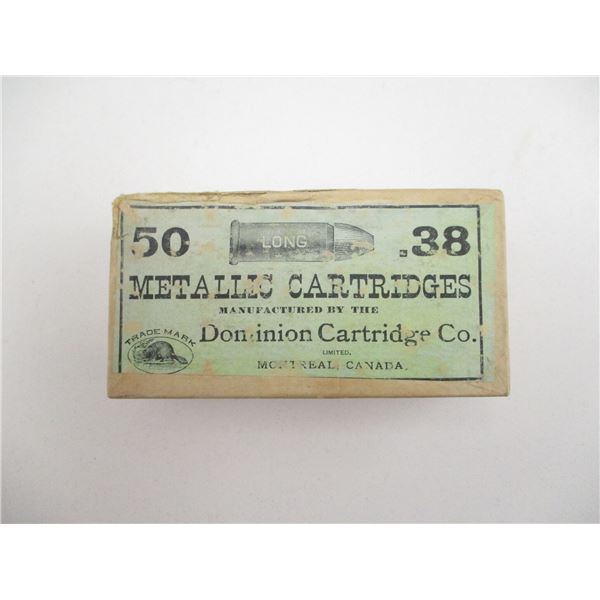 50 LONG .38
METALLIC CARTRIDGES
MANUFACTURED BY THE
Dominion Cartridge Co.
LIMITED.
MONTREAL, CANADA.
TRADE-MARK